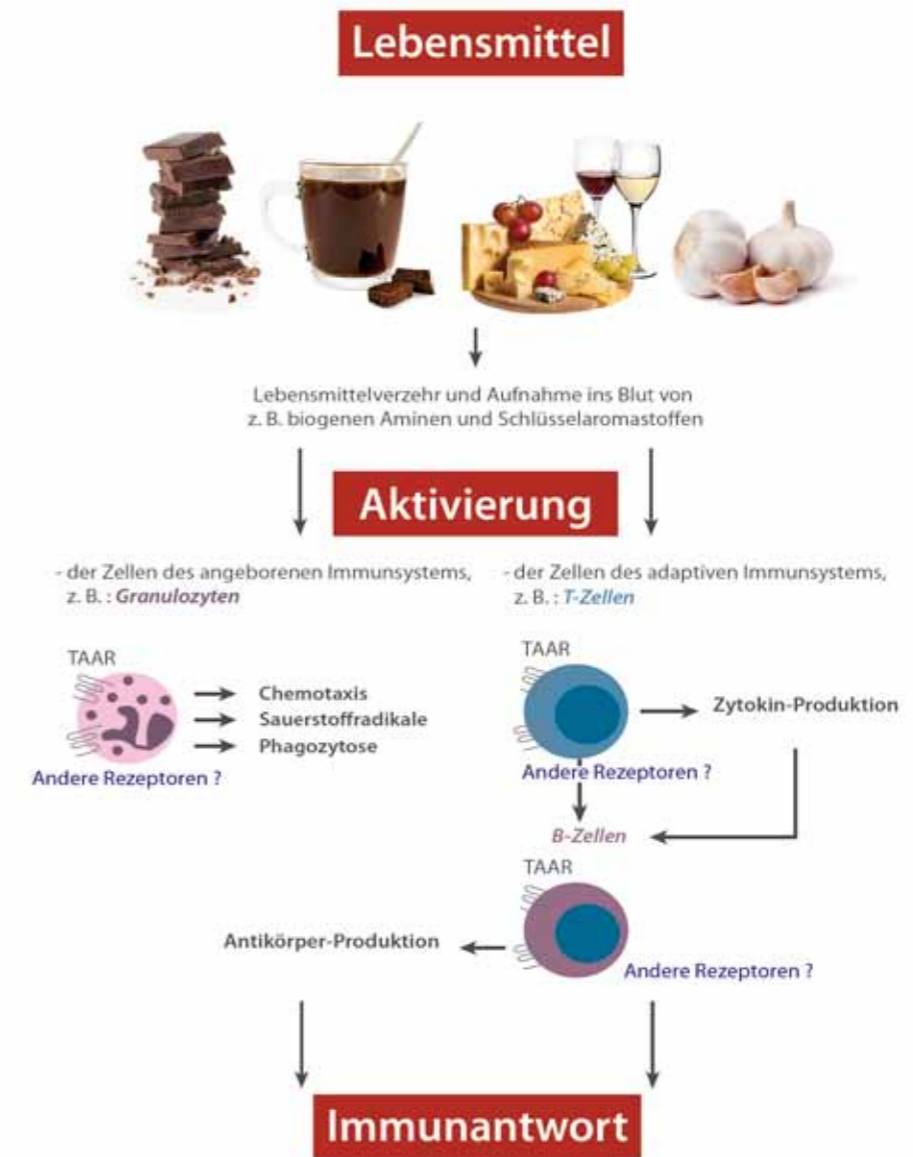 Lebensmittel
Lebensmittelverzehr und Aufnahme ins Blut von
z. B. biogenen Aminen und Schlüsselaromastoffen
Aktivierung
- der Zellen des angeborenen Immunsystems,
z. B. : Granulozyten
TAAR
Chemotaxis
Sauerstoffradikale
Phagozytose
Andere Rezeptoren ?
- der Zellen des adaptiven Immunsystems,
z. B. : T-Zellen
TAAR
Zytokin-Produktion
Andere Rezeptoren ?
B-Zellen
TAAR
Antikörper-Produktion
Andere Rezeptoren ?
Immunantwort